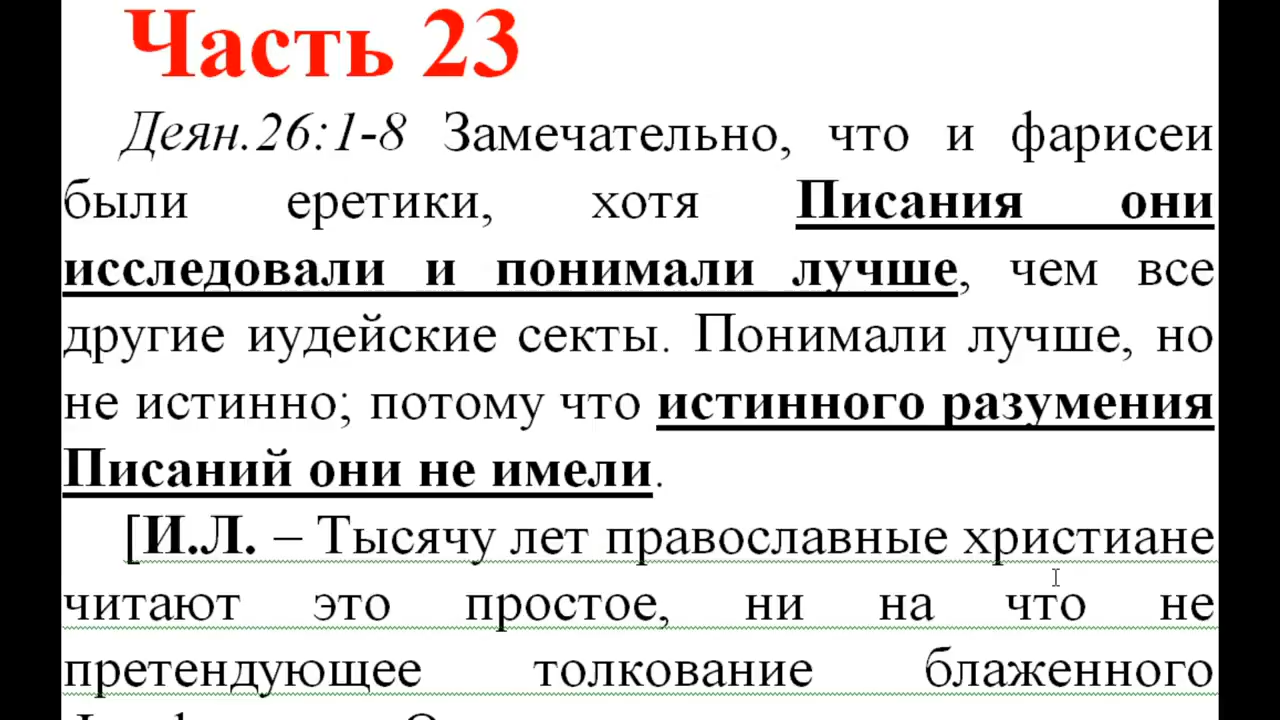 Часть 23
Деян.26:1-8 Замечательно, что и фарисеи
были еретики, хотя Писания они
исследовали и понимали лучше, чем все
другие иудейские секты. Понимали лучше, но
не истинно; потому что истинного разумения
Писаний они не имели.
[И.Л. – Тысячу лет православные христиане
читают это простое, ни на что не
претендующее толкование блаженного